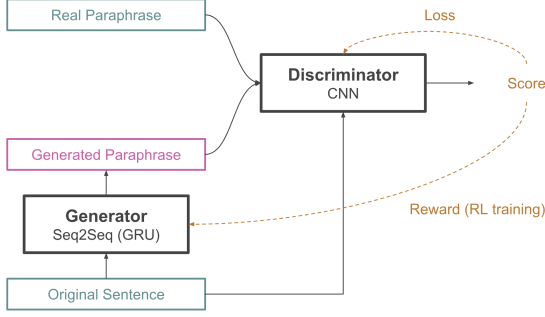 Real Paraphrase
Loss
Discriminator
CNN
Score
Generated Paraphrase
Generator
Seq2Seq (GRU)
Reward (RL training)
Original Sentence